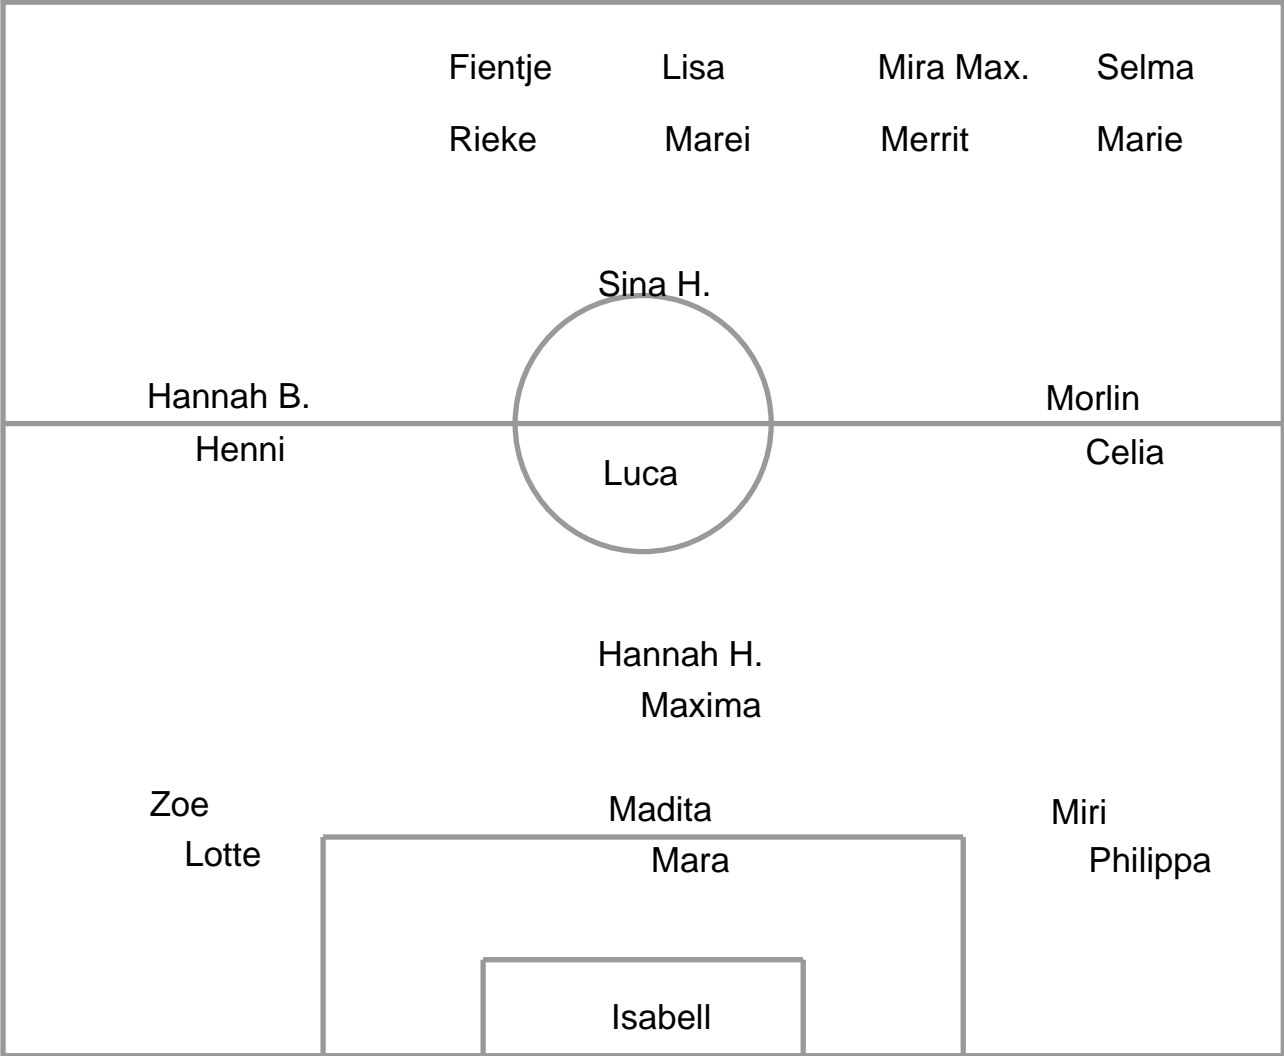 Fientje Lisa Mira Max. Selma
Rieke Marei Merrit Marie
Sina H.
Hannah B. Morlin
Henni Celia
Luca
Hannah H.
Maxima
Zoe Madita Miri
Lotte Mara Philippa
Isabell